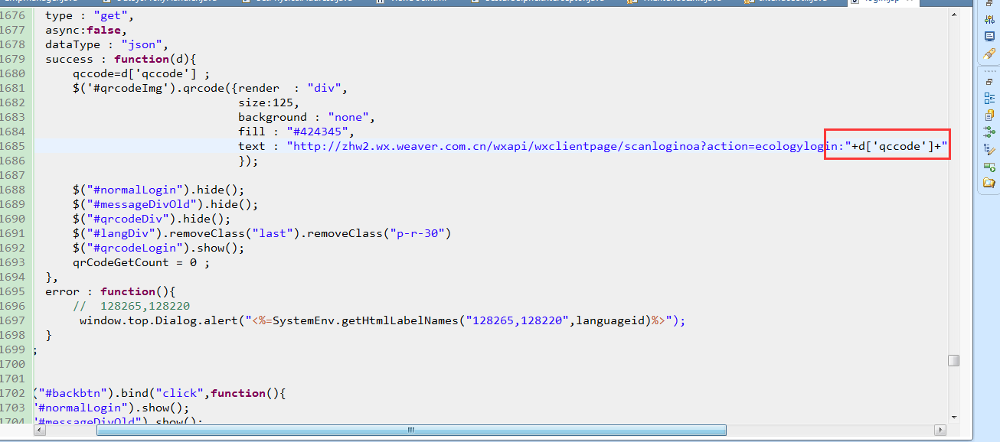 1676 type : "get",
1677 async:false,
1678 dataType : "json",
1679 success : function(d){
1680 qccode=d['qccode'] ;
1681 $('#qrcodeImg').qrcode({render : "div",
1682 size:125,
1683 background : "none",
1684 fill : "#424345",
1685 text : "http://zhw2.wx.weaver.com.cn/wxapi/wxclientpage/scanloginoa?action=ecologylogin:"+d['qccode']+"
1686 });
1687
1688 $("#normalLogin").hide();
1689 $("#messageDivOld").hide();
1690 $("#qrcodeDiv").hide();
1691 $("#langDiv").removeClass("last").removeClass("p-r-30")
1692 $("#qrcodeLogin").show();
1693 qrCodeGetCount = 0 ;
1694 },
1695 error : function(){
1696 // 128265,128220
1697 window.top.Dialog.alert("<%=SystemEnv.getHtmlLabelNames("128265,128220",languageid)%>");
1698 }
1699 ;
1700
1701
1702 ("#backbtn").bind("click",function(){
1703 "#normalLogin").show();
1704 "#messageDivOld").show();